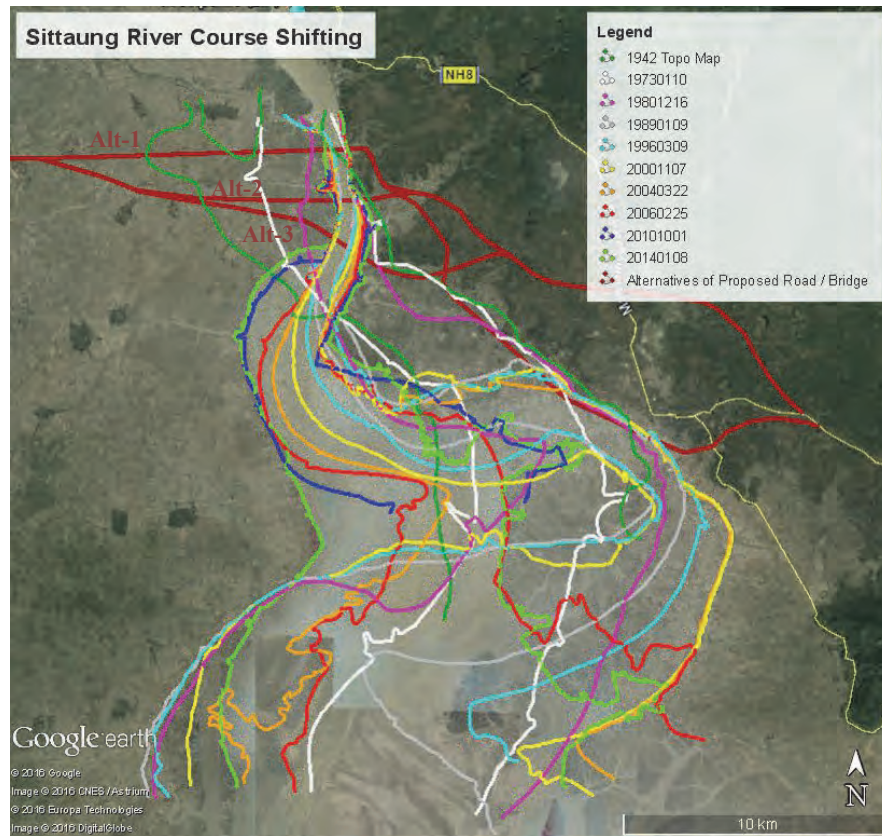 Sittaung River Course Shifting
NH8
Legend
1942 Topo Map
19730110
19801216
19890109
19960309
20001107
20040322
20060225
20101001
20140108
Alternatives of Proposed Road / Bridge
Alt-1
Alt-2
Alt-3
M
Google earth
© 2016 Google
Image © 2016 CNES / Astrium
© 2016 Europa Technologies
Image © 2016 DigitalGlobe
N
10 km